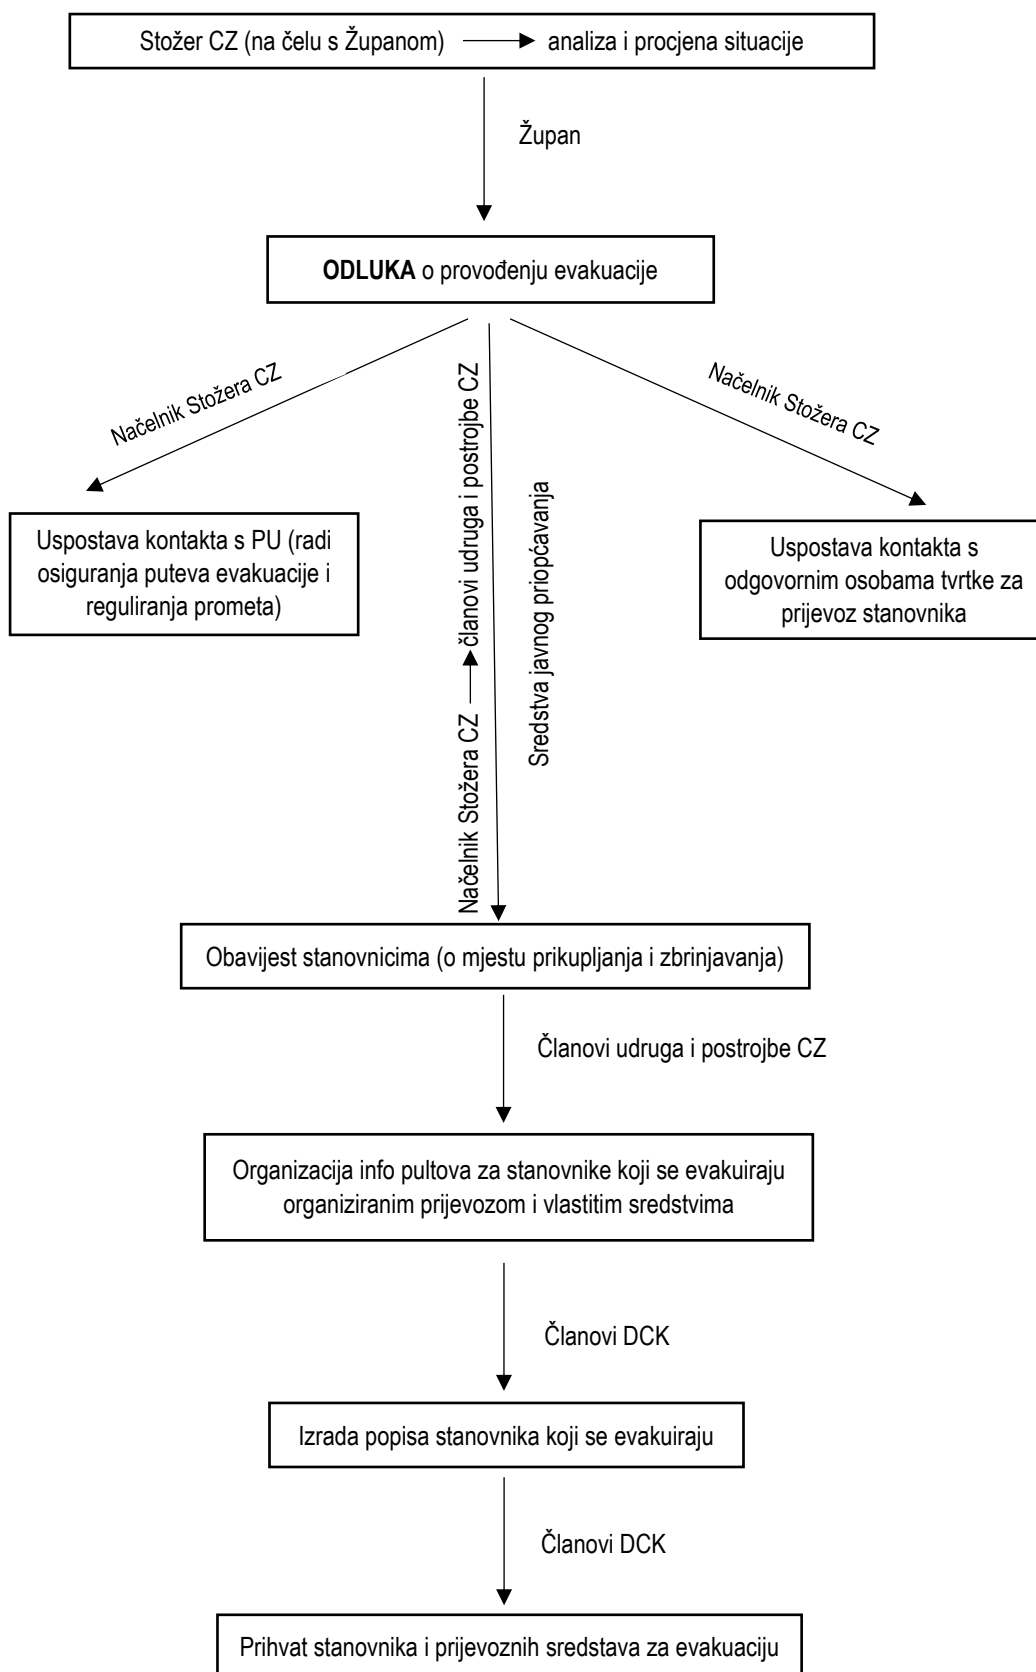 Stožer CZ (na čelu s Županom) analiza i procjena situacije
Župan
ODLUKA o provođenju evakuacije
Načelnik Stožera CZ
Načelnik Stožera CZ članovi udruga i postrojbe CZ
Sredstva javnog priopćavanja
Načelnik Stožera CZ
Uspostava kontakta s PU (radi
osiguranja puteva evakuacije i
reguliranja prometa)
Uspostava kontakta s
odgovornim osobama tvrtke za
prijevoz stanovnika
Obavijest stanovnicima (o mjestu prikupljanja i zbrinjavanja)
Članovi udruga i postrojbe CZ
Organizacija info pultova za stanovnike koji se evakuiraju
organiziranim prijevozom i vlastitim sredstvima
Članovi DCK
Izrada popisa stanovnika koji se evakuiraju
Članovi DCK
Prihvat stanovnika i prijevoznih sredstava za evakuaciju